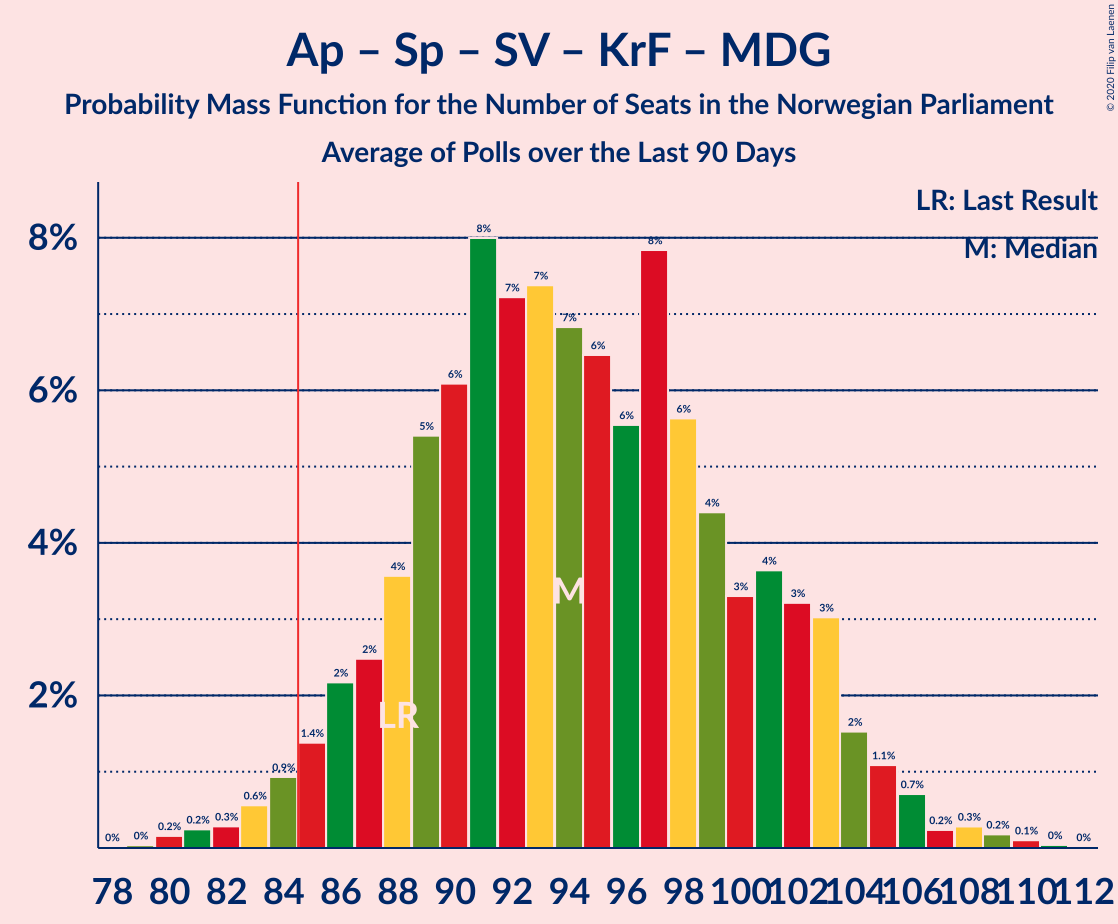 Ap – Sp – SV – KrF – MDG
Probability Mass Function for the Number of Seats in the Norwegian Parliament
Average of Polls over the Last 90 Days
© 2020 Filip van Laenen
LR: Last Result
M: Median
8%
6%
4%
2%
0% 0% 0.2% 0.2% 0.3% 0.6% 0.9% 1.4% 2% 2% 4% 5% 6% 8% 7% 7% 7% 6% 6% 8% 6% 4% 3% 4% 3% 3% 2% 1.1% 0.7% 0.2% 0.3% 0.2% 0.1% 0% 0%
LR
M
78 80 82 84 86 88 90 92 94 96 98 100 102 104 106 108 110 112